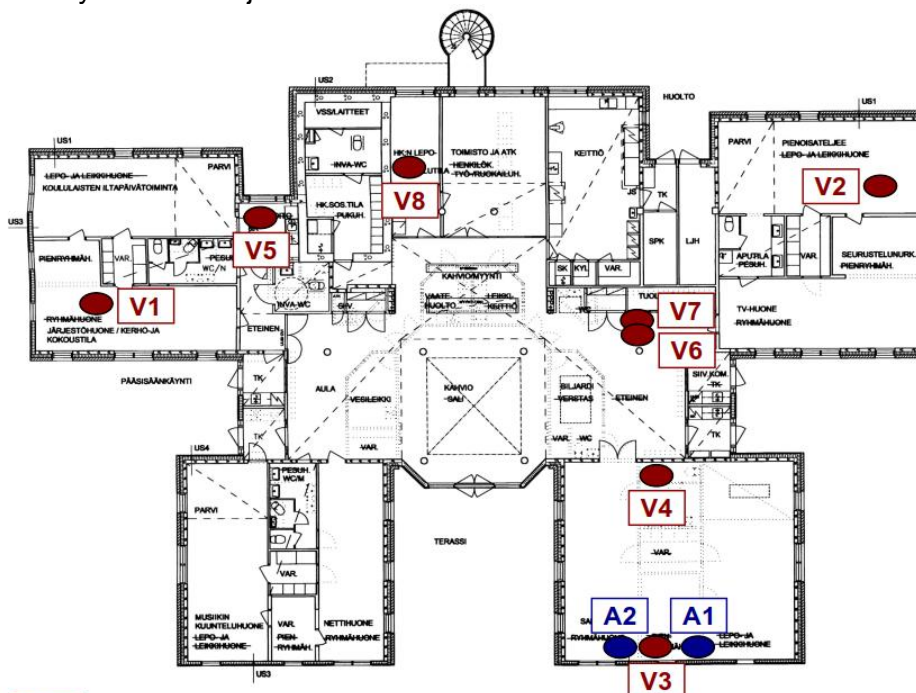 US2
HUOLTO
US1
VSS/LAITTEET
INVA-WC
HK:N LEPO-
TOIMISTO JA ATK
HENKILÖK.
TYÖ-/RUOKAILUH.
KEITTIÖ
PARVI
PIENOISATELJEE
LEPO- JA LEIKKIHUONE
US1
PARVI
LEPO- JA LEIKKIHUONE
KOULULAISTEN ILTAPÄIVÄTOIMINTA
HK.SOS.TILA
PUKUH.
V8
TK
JS
V2
US3
V5
SPK
LJH
APUTILA
PESUH.
VAR.
SEURUSTELUNURK.
PIENRYHMÄH.
PIENRYHMÄH.
VAR.
WC/N
KAHVIO/MYYNTI
SK
KYL
VAR.
V1
INVA-WC
VAATE-
HUOLTO
LEIKKI-
KEITTIÖ
V7
TV-HUONE
RYHMÄHUONE
RYHMÄHUONE
JÄRJESTÖHUONE / KERHO-JA
KOKOUSTILA
ETEINEN
V6
PÄÄSISÄÄNKÄYNTI
TK
AULA
VESILEIKKI
KAHVIO
SALI
BILJARDI
VERSTAS
ETEINEN
SIIV.KOM.
TK
TK
VAR.
VAR.
WC
TK
US4
PARVI
PESUH.
WC/M
V4
TERASSI
VAR.
VAR.
MUSIIKIN
KUUNTELUHUONE
LEPO- JA
LEIKKIHUONE
VAR.
PIEN-
RYHMÄH.
NETTIHUONE
RYHMÄHUONE
A2
A1
RYHMÄHUONE
LEPO- JA
LEIKKIHUONE
US3
V3